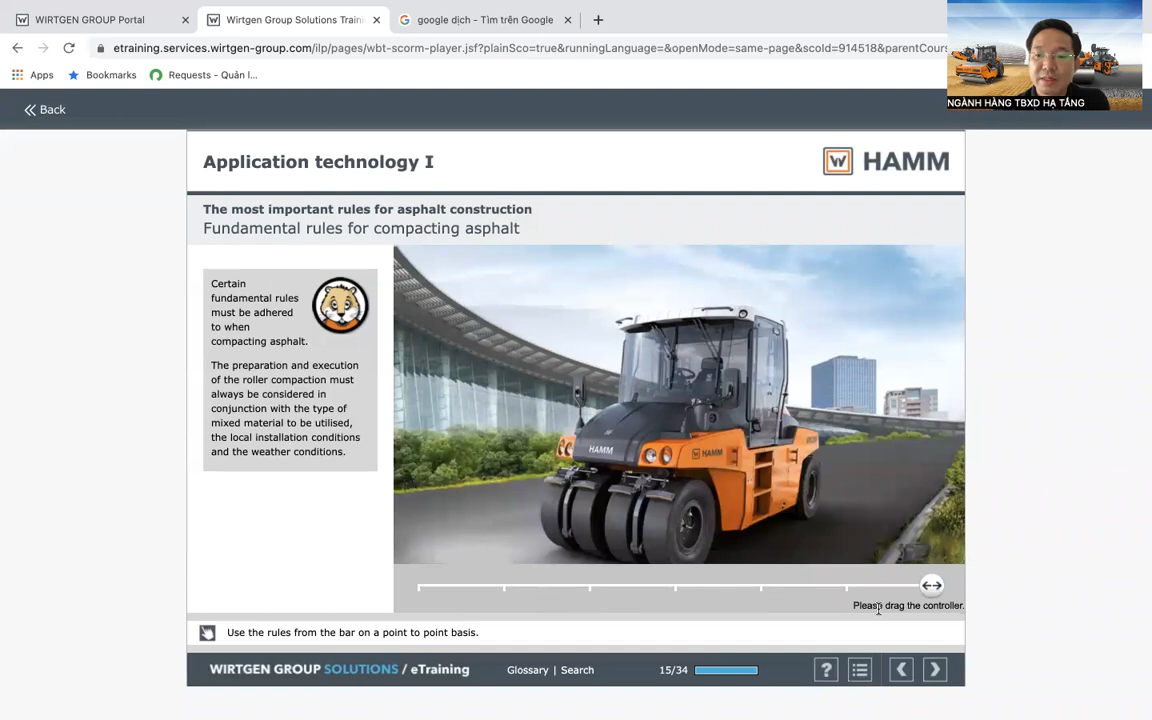 WIRTGEN GROUP Portal
Wirtgen Group Solutions Traini
google dịch - Tìm trên Google
etraining.services.wirtgen-group.com/ilp/pages/wbt-scorm-player.jsf?plainSco=true&runningLanguage=&openMode=same-page&scoId=914518&parentCours
Apps
Bookmarks
Requests - Quản l...
NGÀNH HÀNG TBXD HẠ TẦNG
Back
Application technology I
HAMM
The most important rules for asphalt construction
Fundamental rules for compacting asphalt
Certain
fundamental rules
must be adhered
to when
compacting asphalt.
The preparation and execution
of the roller compaction must
always be considered in
conjunction with the type of
mixed material to be utilised,
the local installation conditions
and the weather conditions.
HAMM
HAMM
Please drag the controller.
Use the rules from the bar on a point to point basis.
WIRTGEN GROUP SOLUTIONS / eTraining
Glossary | Search
15/34